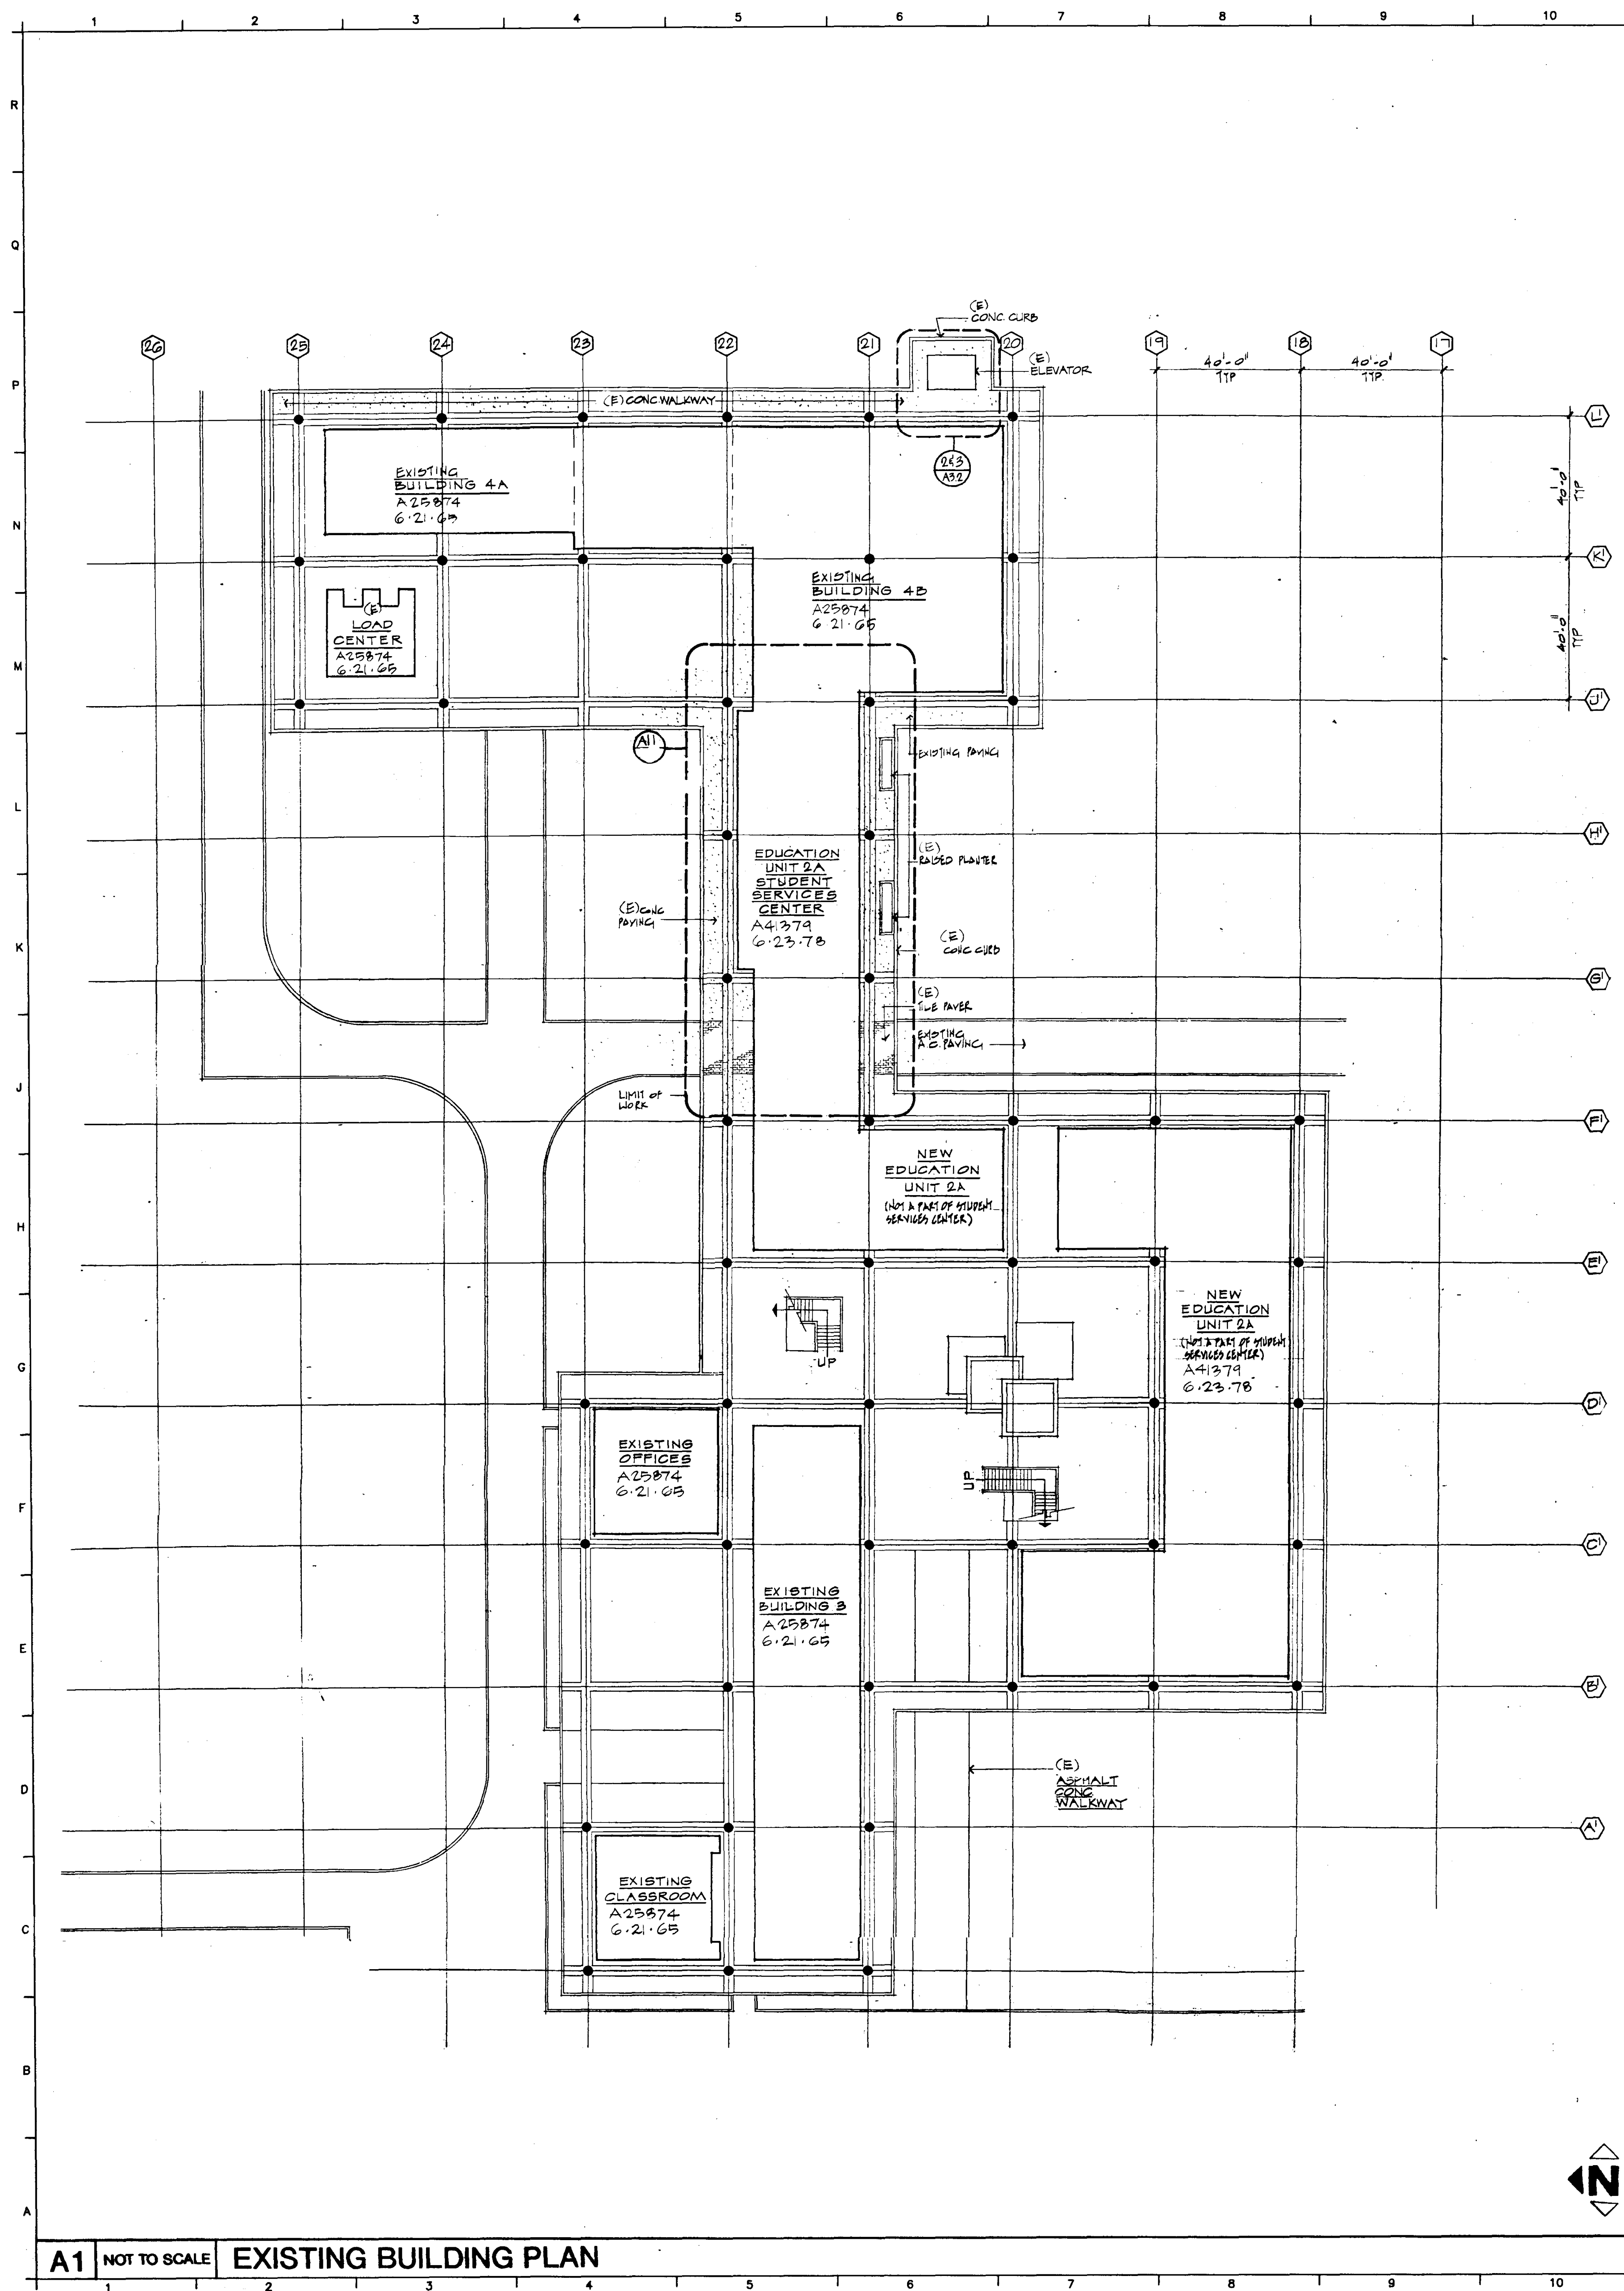 1 2 3 4 5 6 7 8 9 10
R
Q
P
N
M
L
K
J
H
G
F
E
D
C
B
A
(E)
CONC. CURB
26 25 24 23 22 21 20 19 18 17
40'-0"
TYP
40'-0"
TYP.
(E)
ELEVATOR
(E) CONC WALKWAY
L'
2&3
A3.2
EXISTING
BUILDING 4A
A25874
6.21.65
40'-0"
TYP
K'
EXISTING
BUILDING 4B
A25874
6.21.65
(E)
LOAD
CENTER
A25874
6.21.65
40'-0"
TYP
J'
A1.1
EXISTING PAVING
H'
EDUCATION
UNIT 2A
STUDENT
SERVICES
CENTER
A41379
6.23.78
(E)
RAISED PLANTER
(E) CONC
PAVING
(E)
CONC CURB
G'
(E)
TILE PAVER
EXISTING
A.C. PAVING
LIMIT OF
WORK
F'
NEW
EDUCATION
UNIT 2A
(NOT A PART OF STUDENT
SERVICES CENTER)
E'
UP
NEW
EDUCATION
UNIT 2A
(NOT A PART OF STUDENT
SERVICES CENTER)
A41379
6.23.78
D'
EXISTING
OFFICES
A25874
6.21.65
UP
C'
EXISTING
BUILDING 3
A25874
6.21.65
B'
(E)
ASPHALT
CONC
WALKWAY
A'
EXISTING
CLASSROOM
A25874
6.21.65
N
A1 NOT TO SCALE EXISTING BUILDING PLAN
1 2 3 4 5 6 7 8 9 10